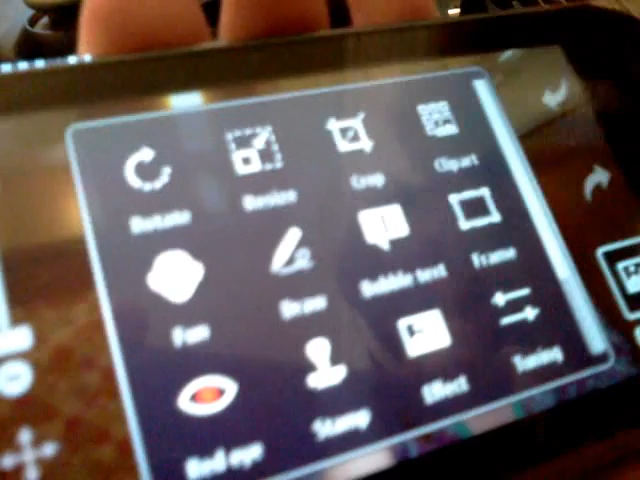 Rotate
Resize
Crop
Clipart
Fun
Draw
Bubble text
Frame
Red eye
Stamp
Effect
Tuning